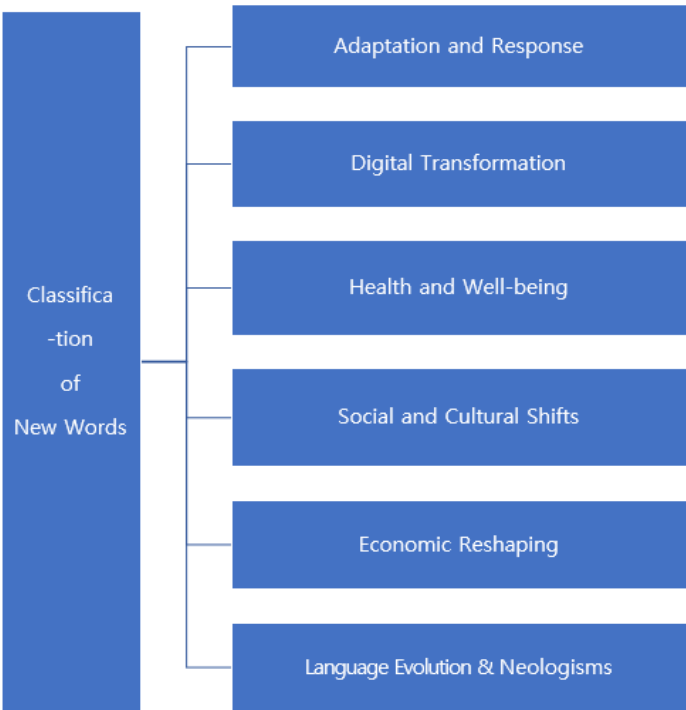 Classifica
-tion
of
New Words
Adaptation and Response
Digital Transformation
Health and Well-being
Social and Cultural Shifts
Economic Reshaping
Language Evolution & Neologisms